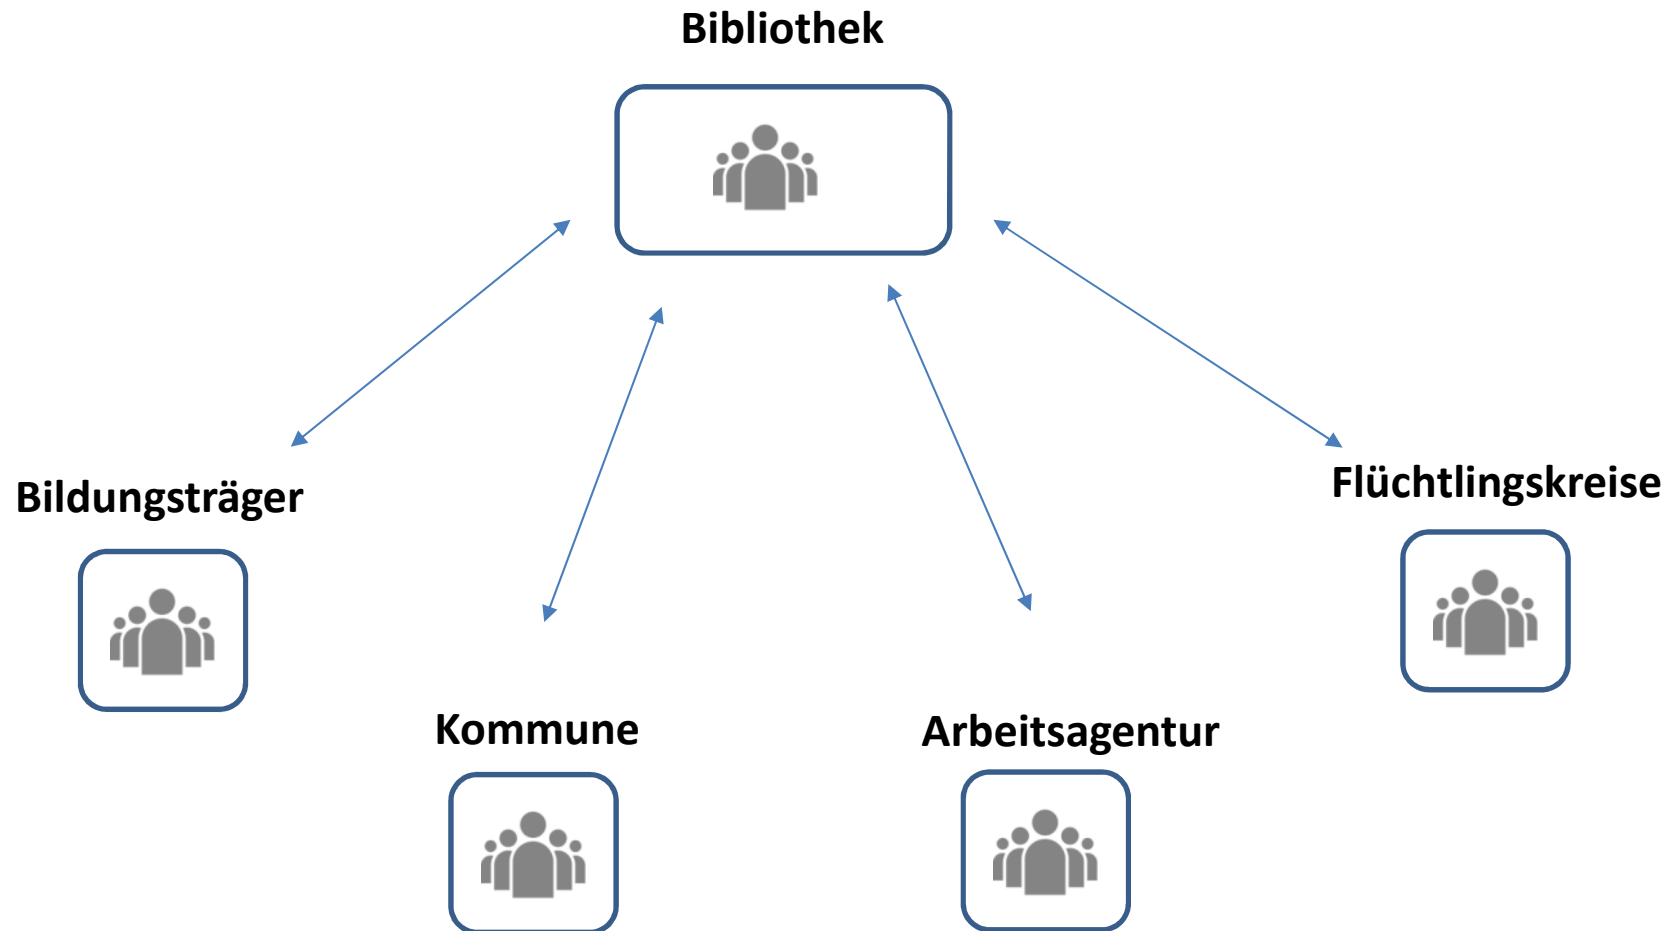 Bibliothek
Bildungsträger
Flüchtlingskreise
Kommune
Arbeitsagentur